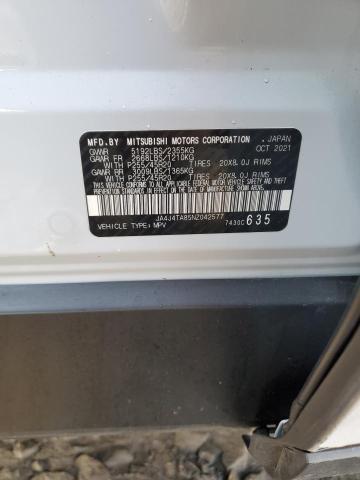 MFD.BY MITSUBISHI MOTORS CORPORATION , JAPAN
GVWR 5192LBS/2355KG OCT 2021
GAWR FR 2668LBS/1210KG
WITH P255/45R20 TIRES 20X8.0J RIMS
GAWR RR 3009LBS/1365KG
WITH P255/45R20 TIRES 20X8.0J RIMS
JA4J4TA85NZ042577
VEHICLE TYPE: MPV 7430C 635